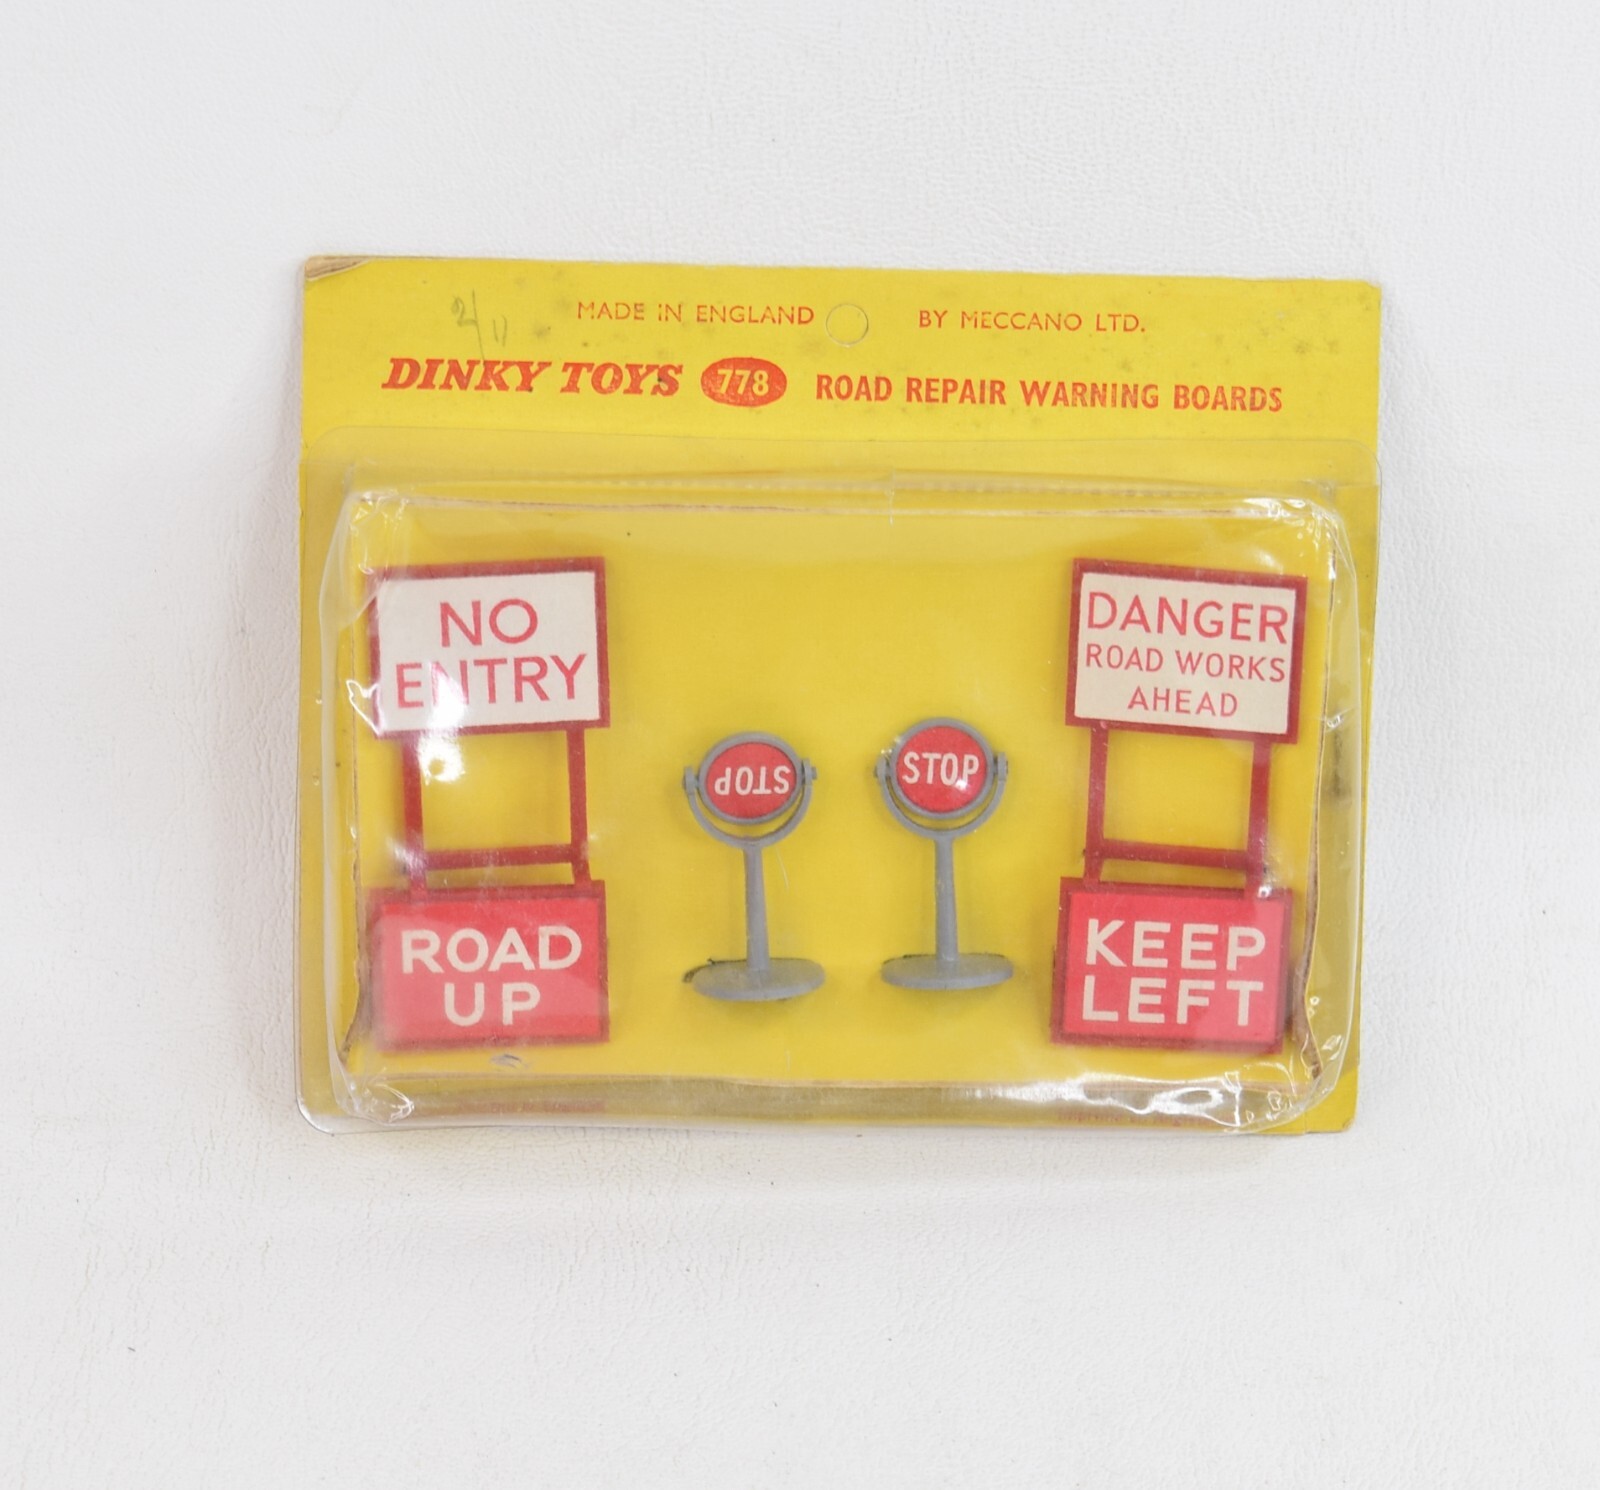 2/11
MADE IN ENGLAND BY MECCANO LTD.
DINKY TOYS 778 ROAD REPAIR WARNING BOARDS
NO
ENTRY
DANGER
ROAD WORKS
AHEAD
STOP
STOP
ROAD
UP
KEEP
LEFT